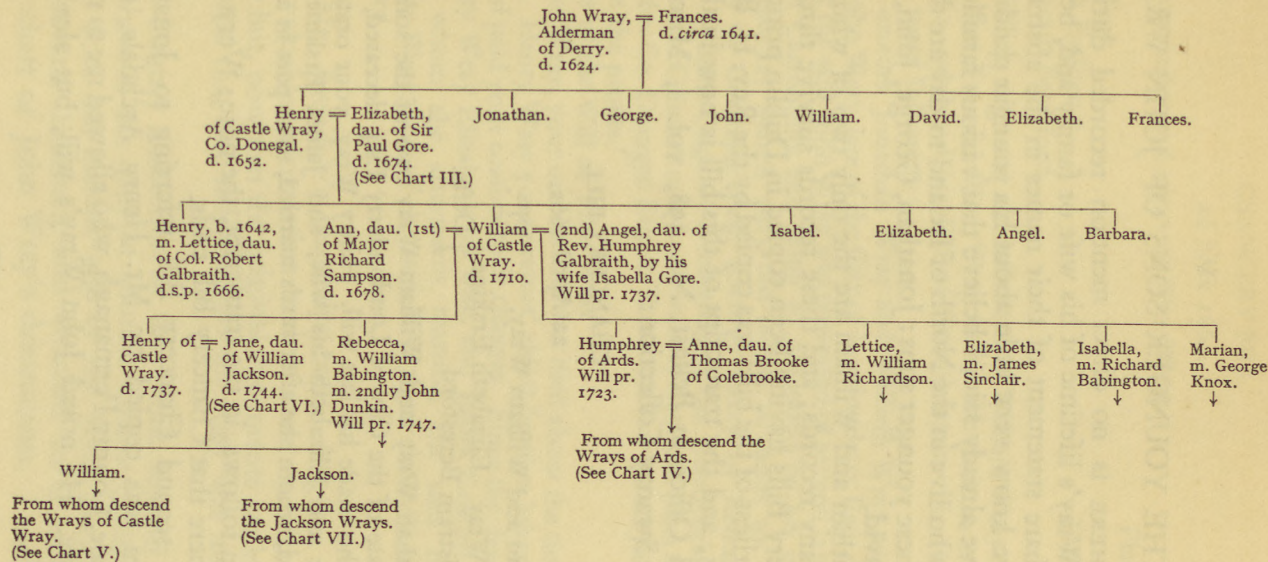 John Wray, = Frances.
Alderman d. circa 1641.
of Derry.
d. 1624.
Henry = Elizabeth, Jonathan. George. John. William. David. Elizabeth. Frances.
of Castle Wray, dau. of Sir
Co. Donegal. Paul Gore.
d. 1652. d. 1674.
(See Chart III.)
Henry, b. 1642,
m. Lettice, dau.
of Col. Robert
Galbraith.
d.s.p. 1666.
Ann, dau. (1st) = William = (2nd) Angel, dau. of
of Major of Castle Rev. Humphrey
Richard Wray. Galbraith, by his
Sampson. d. 1710. wife Isabella Gore.
d. 1678. Will pr. 1737.
Isabel. Elizabeth. Angel. Barbara.
Henry of = Jane, dau.
Castle of William
Wray. Jackson.
d. 1737. d. 1744.
(See Chart VI.)
Rebecca,
m. William
Babington.
m. 2ndly John
Dunkin.
Will pr. 1747.
Humphrey = Anne, dau. of
of Ards. Thomas Brooke
Will pr. of Colebrooke.
1723.
Lettice,
m. William
Richardson.
Elizabeth,
m. James
Sinclair.
Isabella,
m. Richard
Babington.
Marian,
m. George
Knox.
From whom descend the
Wrays of Ards.
(See Chart IV.)
William.
From whom descend
the Wrays of Castle
Wray.
(See Chart V.)
Jackson.
From whom descend
the Jackson Wrays.
(See Chart VII.)